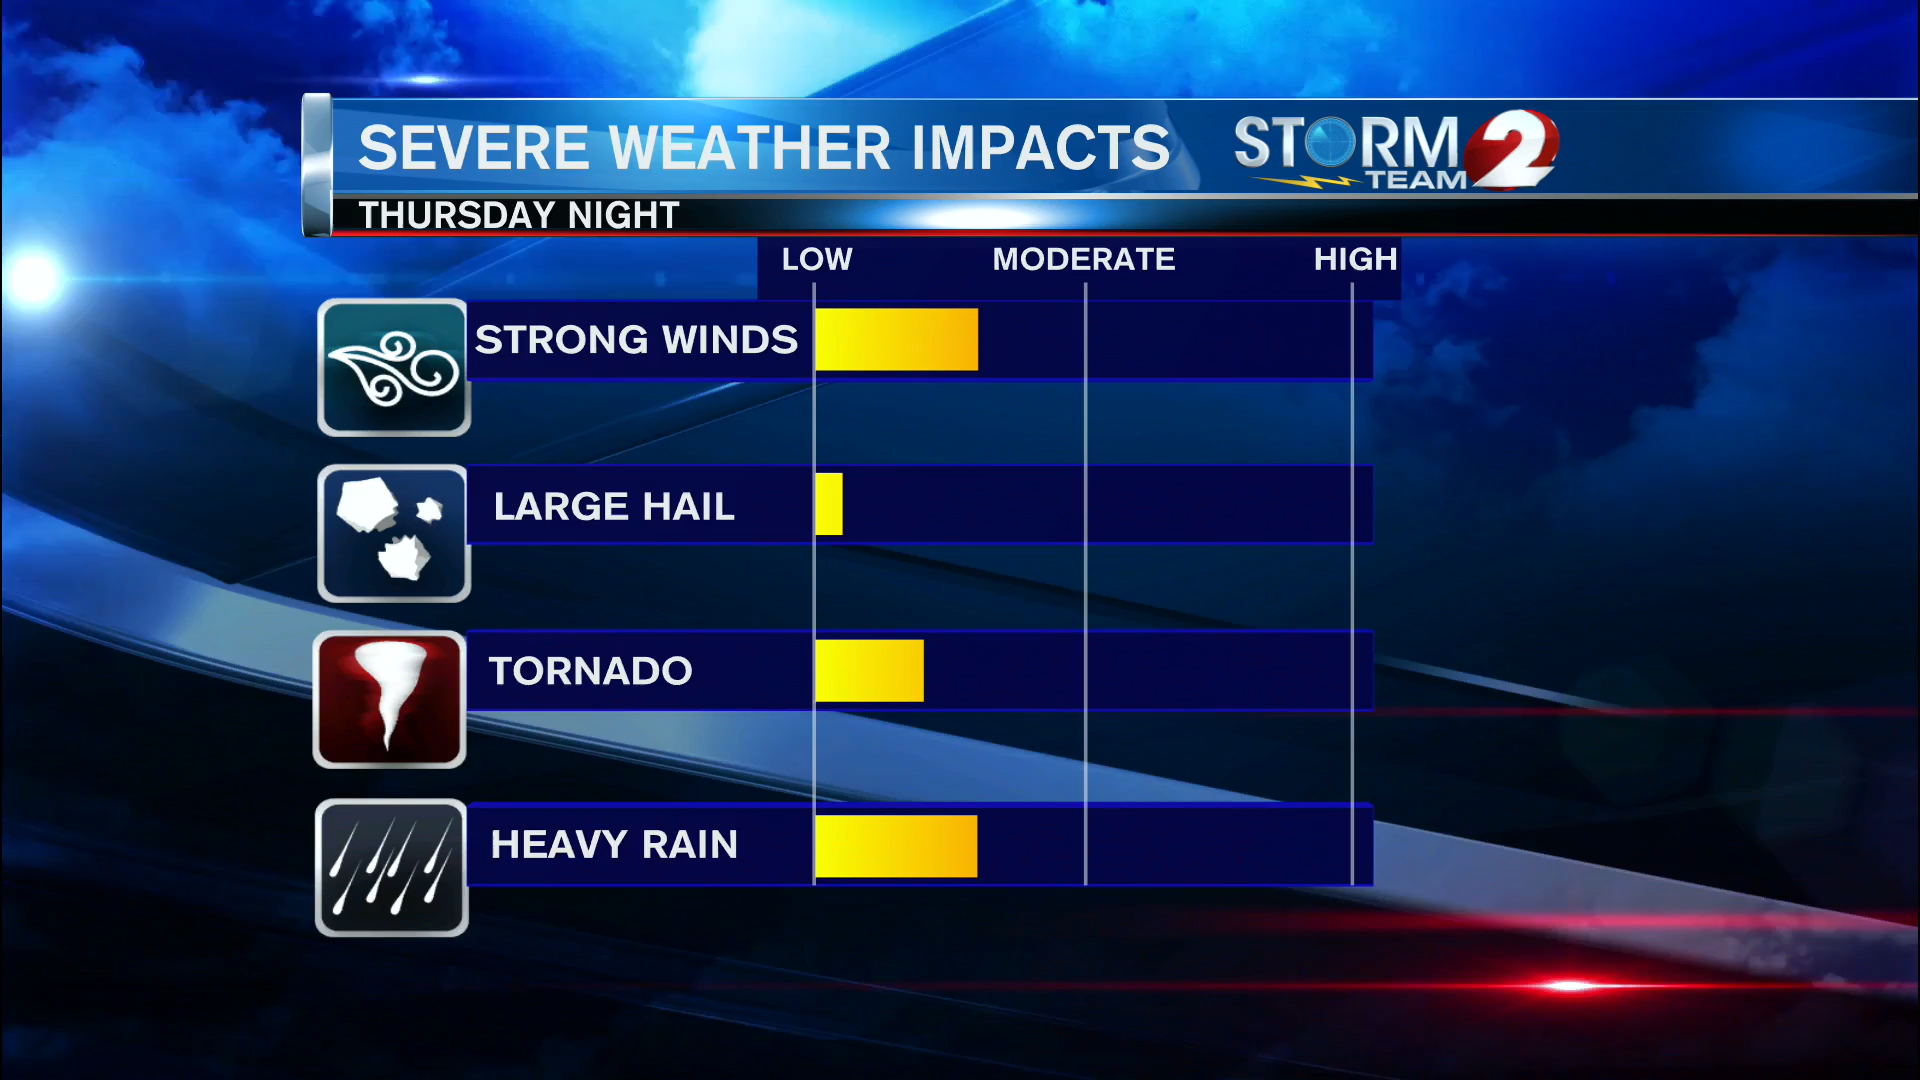 SEVERE WEATHER IMPACTS
STORM
TEAM 2
THURSDAY NIGHT
LOW MODERATE HIGH
STRONG WINDS
LARGE HAIL
TORNADO
HEAVY RAIN